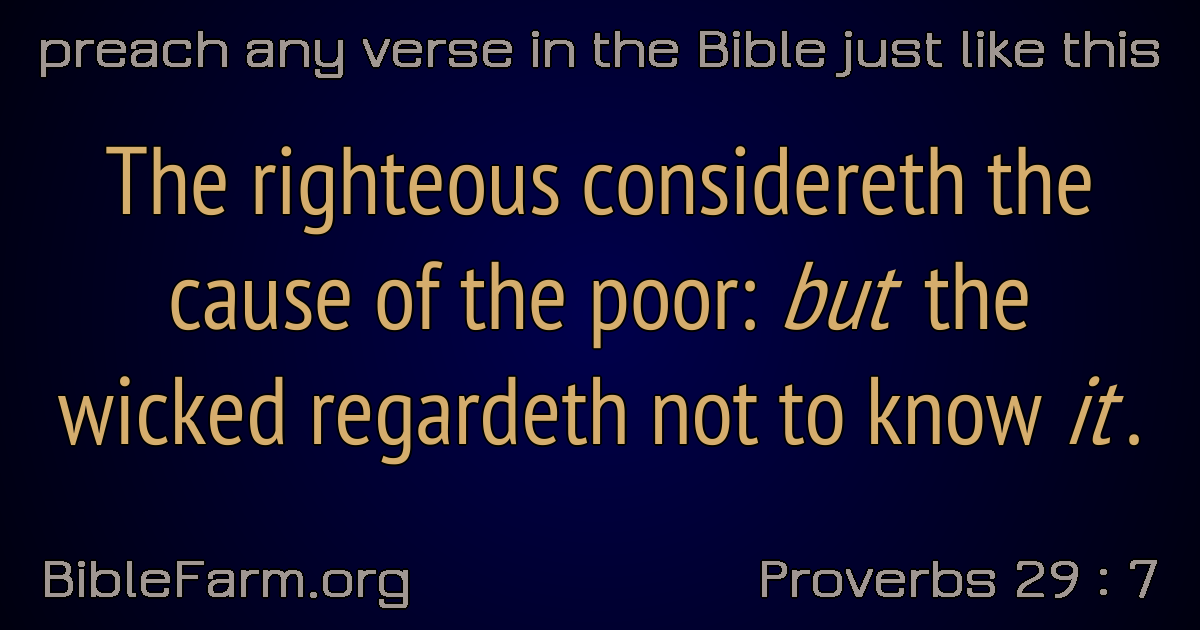 preach any verse in the Bible just like this
The righteous considereth the
cause of the poor: but the
wicked regardeth not to know it.
BibleFarm.org
Proverbs 29 : 7